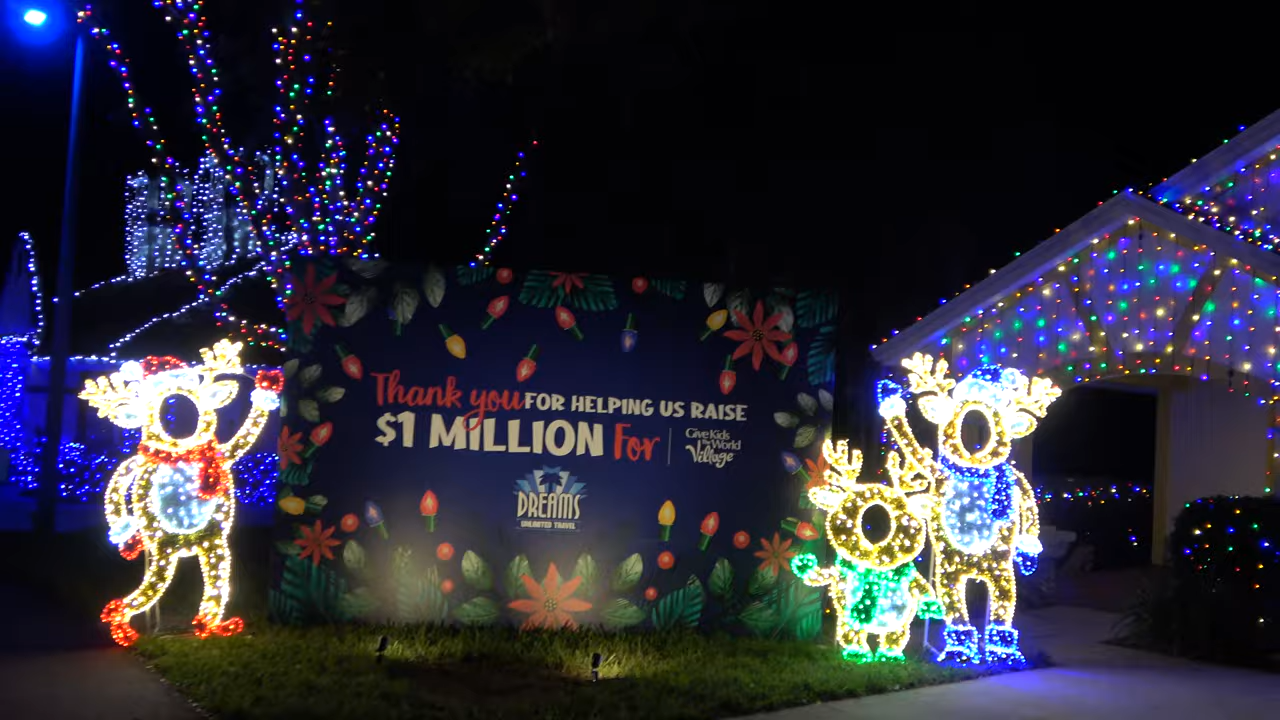 Thank you FOR HELPING US RAISE
$1 MILLION For
Give Kids
the World
Village
DREAMS
UNLIMITED TRAVEL